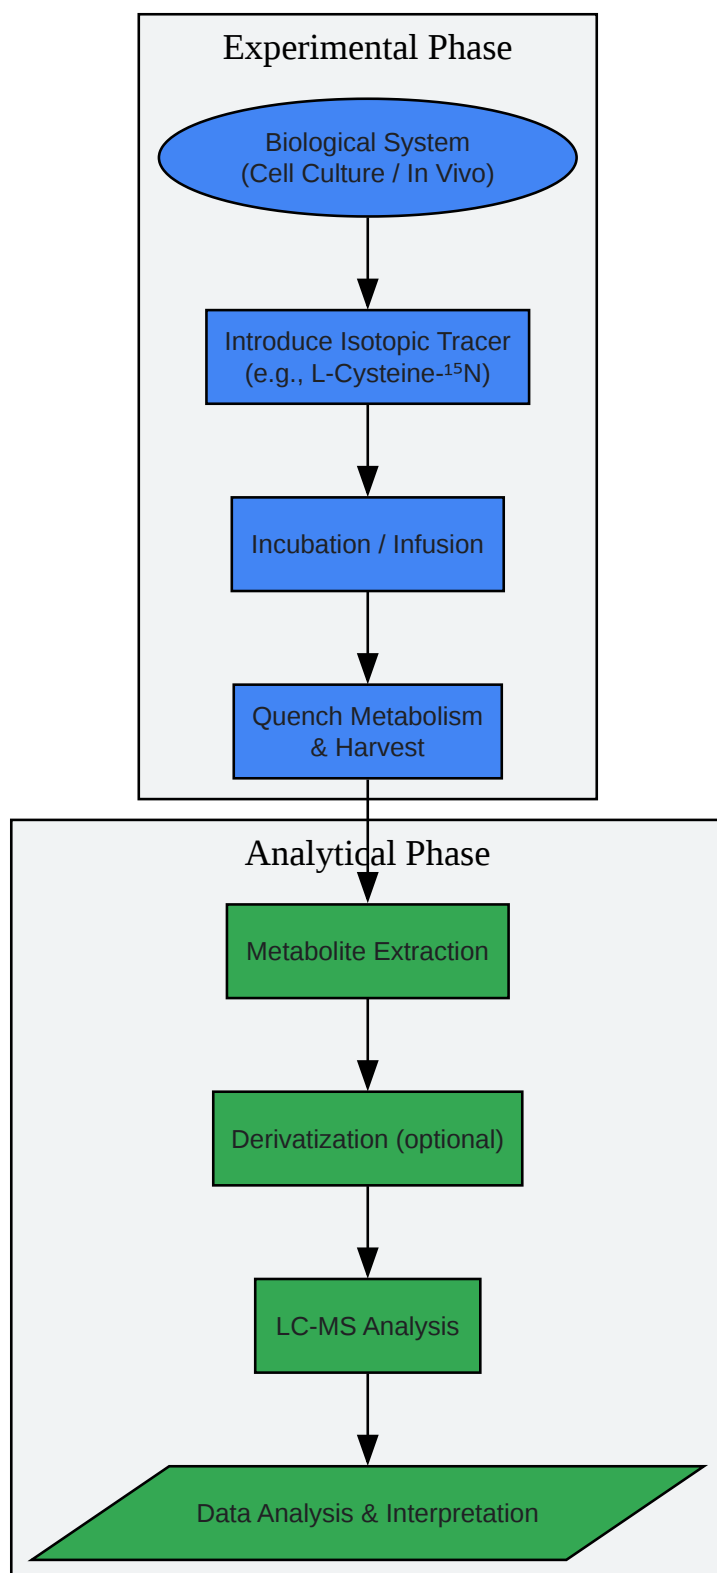 Experimental Phase
Biological System
(Cell Culture / In Vivo)
Introduce Isotopic Tracer
(e.g., L-Cysteine-¹⁵N)
Incubation / Infusion
Quench Metabolism
& Harvest
Analytical Phase
Metabolite Extraction
Derivatization (optional)
LC-MS Analysis
Data Analysis & Interpretation